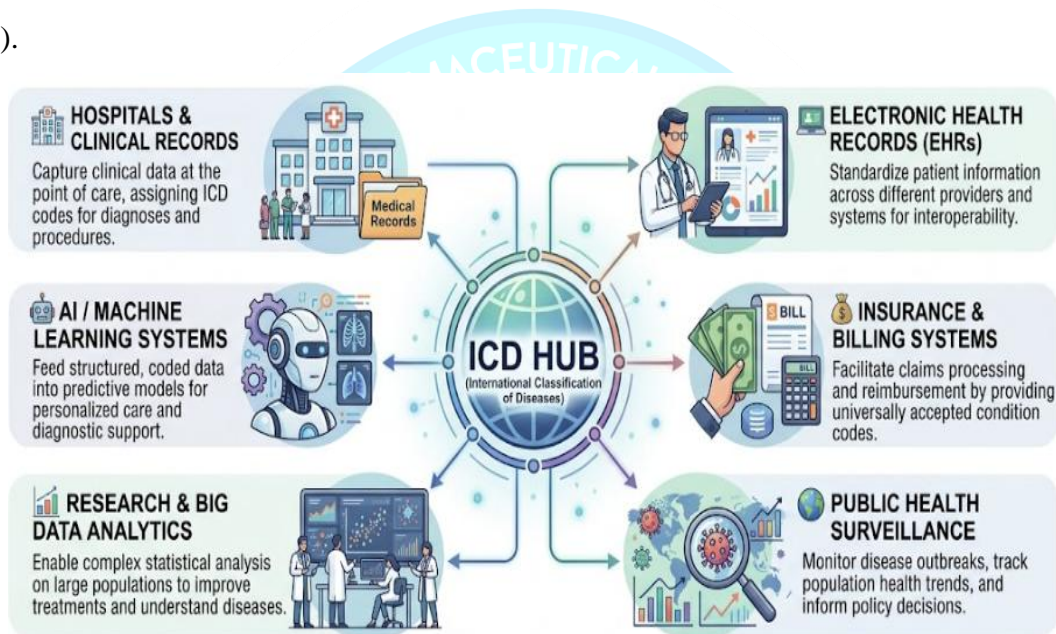 ).
HOSPITALS &
CLINICAL RECORDS
Capture clinical data at the
point of care, assigning ICD
codes for diagnoses and
procedures.
Medical
Records
ELECTRONIC HEALTH
RECORDS (EHRs)
Standardize patient information
across different providers and
systems for interoperability.
AI / MACHINE
LEARNING SYSTEMS
Feed structured, coded data
into predictive models for
personalized care and
diagnostic support.
ICD HUB
(International Classification
of Diseases)
$ BILL
BILL
$
INSURANCE &
BILLING SYSTEMS
Facilitate claims processing
and reimbursement by providing
universally accepted condition
codes.
RESEARCH & BIG
DATA ANALYTICS
Enable complex statistical analysis
on large populations to improve
treatments and understand diseases.
PUBLIC HEALTH
SURVEILLANCE
Monitor disease outbreaks, track
population health trends, and
inform policy decisions.